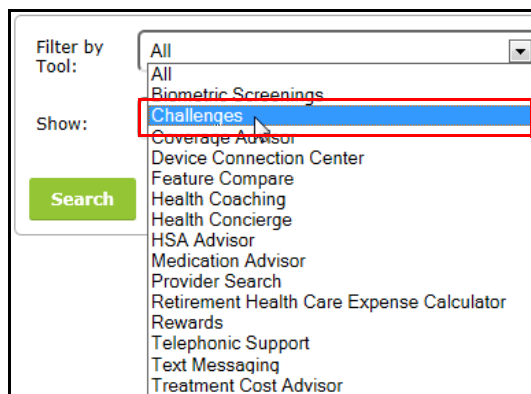 Filter by
Tool:
All
All
Biometric Screenings
Challenges
Coverage Advisor
Show:
Device Connection Center
Feature Compare
Health Coaching
Search
Health Concierge
HSA Advisor
Medication Advisor
Provider Search
Retirement Health Care Expense Calculator
Rewards
Telephonic Support
Text Messaging
Treatment Cost Advisor